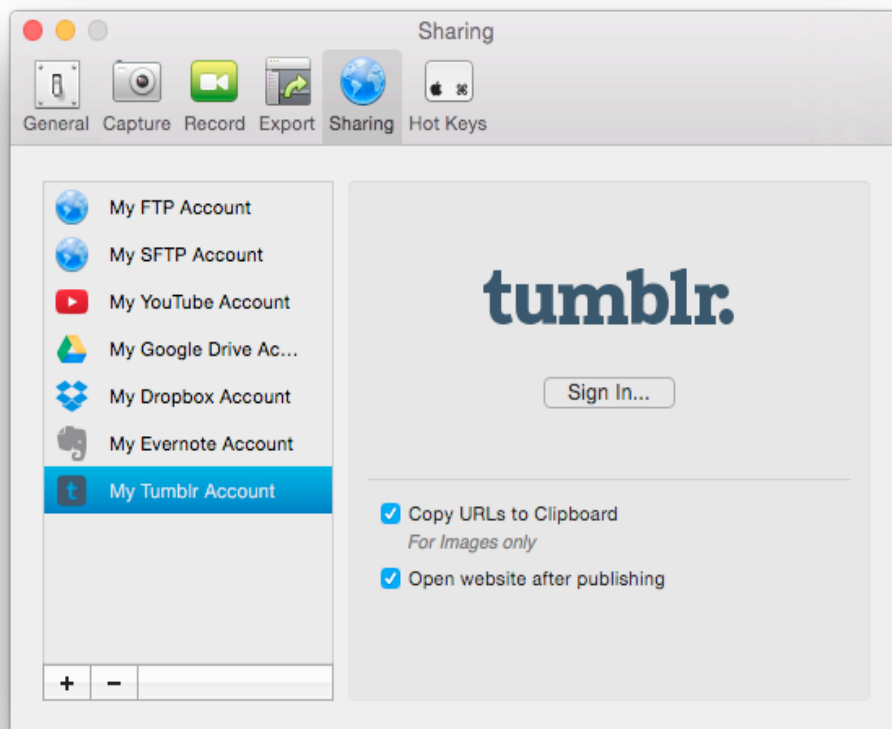 Sharing
General Capture Record Export Sharing Hot Keys
My FTP Account
My SFTP Account
My YouTube Account
My Google Drive Ac...
My Dropbox Account
My Evernote Account
t My Tumblr Account
+ −
tumblr.
Sign In...
Copy URLs to Clipboard
For Images only
Open website after publishing